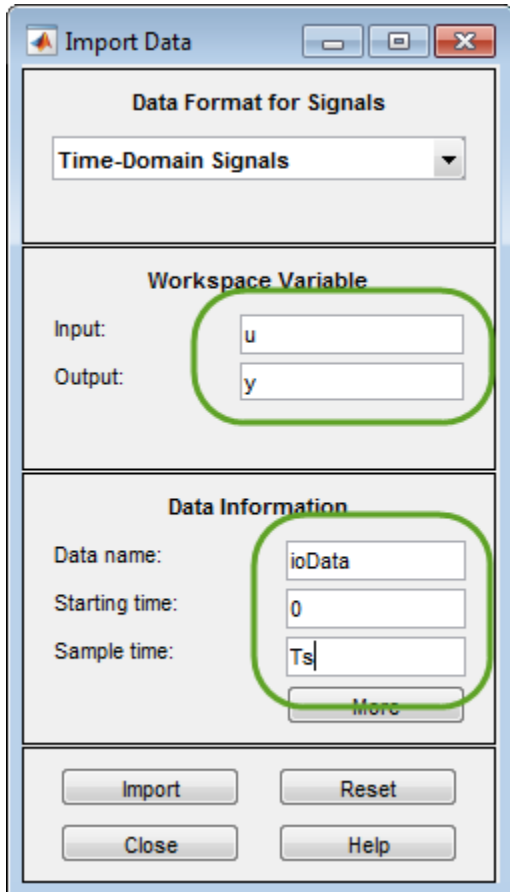 Import Data
Data Format for Signals
Time-Domain Signals
Workspace Variable
Input: u
Output: y
Data Information
Data name: ioData
Starting time: 0
Sample time: Ts
More
Import Reset
Close Help